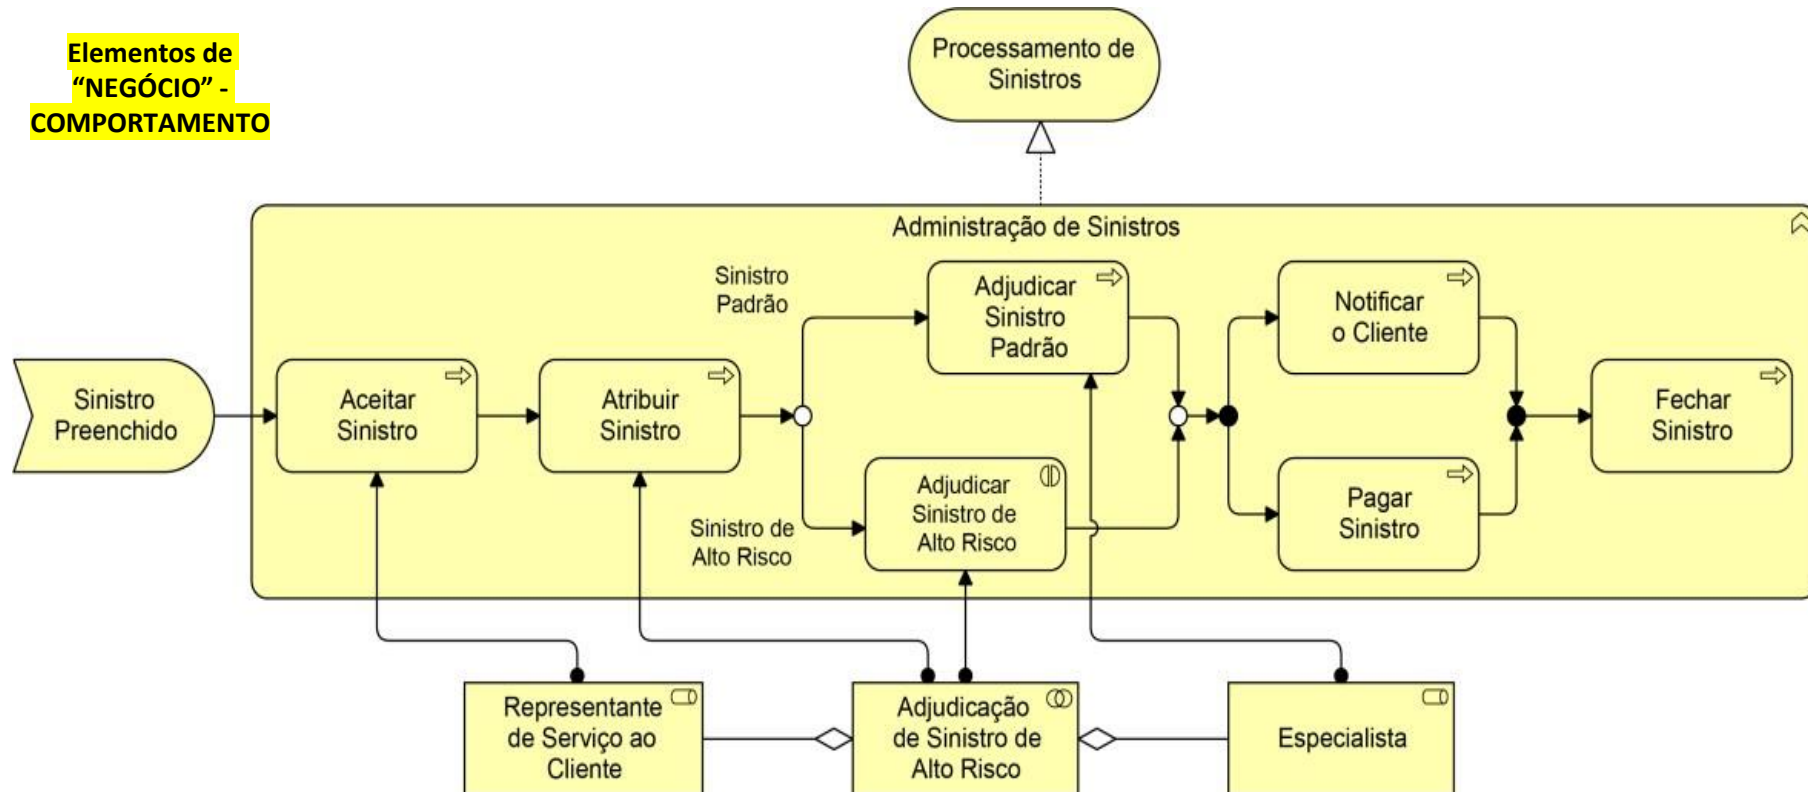 Elementos de
“NEGÓCIO” -
COMPORTAMENTO
Processamento de
Sinistros
Administração de Sinistros
Sinistro
Preenchido
Aceitar
Sinistro
Atribuir
Sinistro
Sinistro
Padrão
Sinistro de
Alto Risco
Adjudicar
Sinistro
Padrão
Adjudicar
Sinistro de
Alto Risco
Notificar
o Cliente
Pagar
Sinistro
Fechar
Sinistro
Representante
de Serviço ao
Cliente
Adjudicação
de Sinistro de
Alto Risco
Especialista